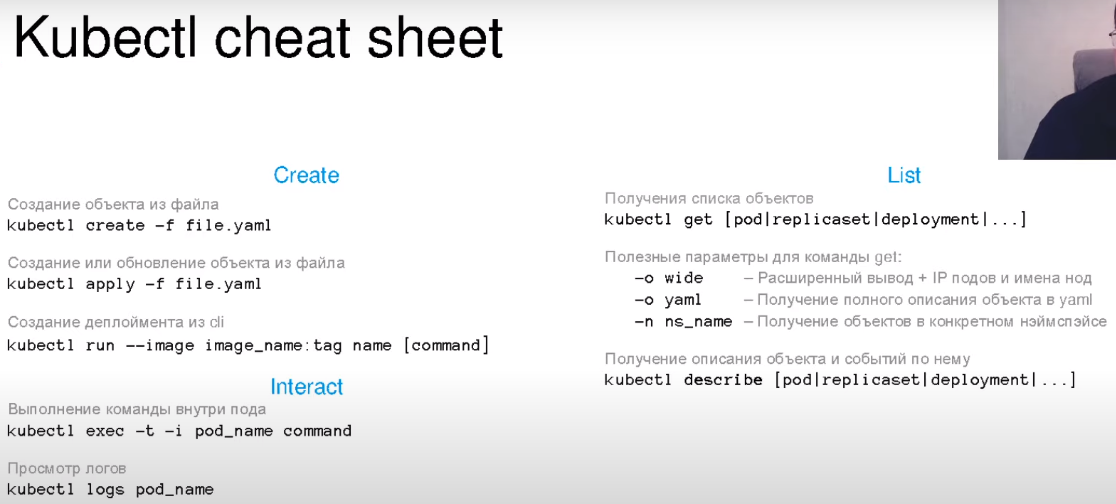 Kubectl cheat sheet
Create
Создание объекта из файла
kubectl create -f file.yaml
Создание или обновление объекта из файла
kubectl apply -f file.yaml
Создание деплоймента из cli
kubectl run --image image_name:tag name [command]
Interact
Выполнение команды внутри пода
kubectl exec -t -i pod_name command
Просмотр логов
kubectl logs pod_name
List
Получения списка объектов
kubectl get [pod|replicaset|deployment|...]
Полезные параметры для команды get:
-o wide – Расширенный вывод + IP подов и имена нод
-o yaml – Получение полного описания объекта в yaml
-n ns_name – Получение объектов в конкретном нэймспэйсе
Получение описания объекта и событий по нему
kubectl describe [pod|replicaset|deployment|...]